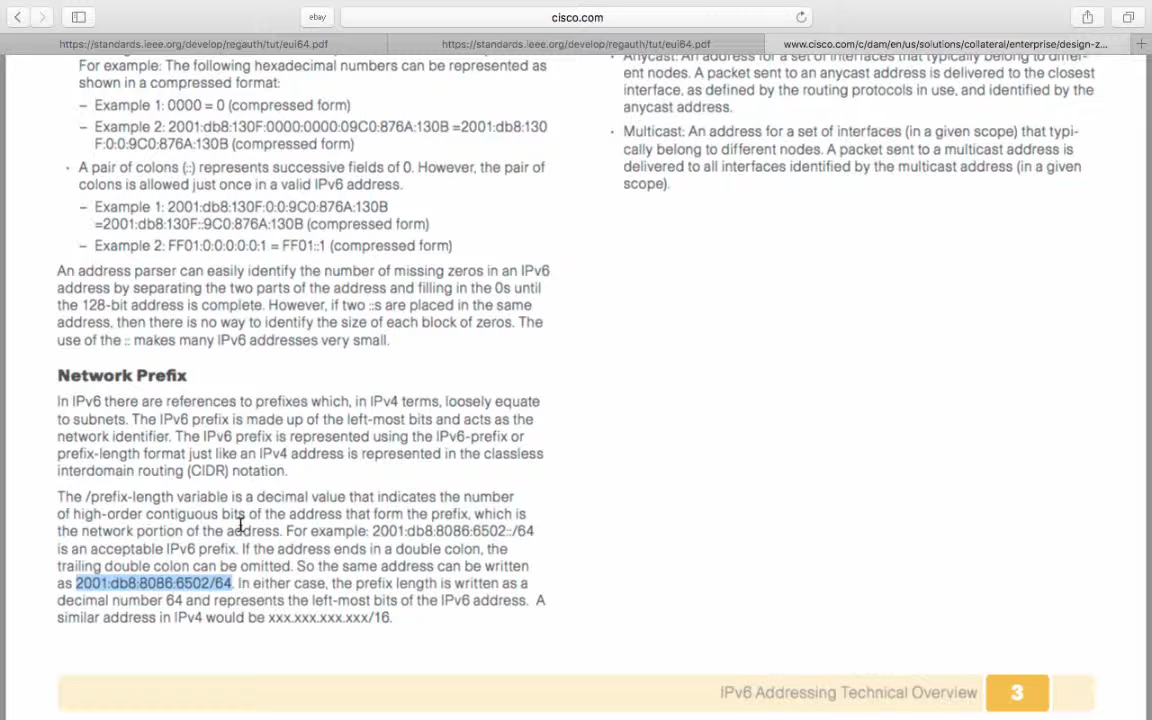 ebay
cisco.com
https://standards.ieee.org/develop/regauth/tut/eui64.pdf
https://standards.ieee.org/develop/regauth/tut/eui64.pdf
www.cisco.com/c/dam/en/us/solutions/collateral/enterprise/design-z...
For example: The following hexadecimal numbers can be represented as
shown in a compressed format:
– Example 1: 0000 = 0 (compressed form)
– Example 2: 2001:db8:130F:0000:0000:09C0:876A:130B =2001:db8:130
F:0:0:9C0:876A:130B (compressed form)
· A pair of colons (::) represents successive fields of 0. However, the pair of
colons is allowed just once in a valid IPv6 address.
– Example 1: 2001:db8:130F:0:0:9C0:876A:130B
=2001:db8:130F::9C0:876A:130B (compressed form)
– Example 2: FF01:0:0:0:0:0:1 = FF01::1 (compressed form)
An address parser can easily identify the number of missing zeros in an IPv6
address by separating the two parts of the address and filling in the 0s until
the 128-bit address is complete. However, if two ::s are placed in the same
address, then there is no way to identify the size of each block of zeros. The
use of the :: makes many IPv6 addresses very small.
Network Prefix
In IPv6 there are references to prefixes which, in IPv4 terms, loosely equate
to subnets. The IPv6 prefix is made up of the left-most bits and acts as the
network identifier. The IPv6 prefix is represented using the IPv6-prefix or
prefix-length format just like an IPv4 address is represented in the classless
interdomain routing (CIDR) notation.
The /prefix-length variable is a decimal value that indicates the number
of high-order contiguous bits of the address that form the prefix, which is
the network portion of the address. For example: 2001:db8:8086:6502::/64
is an acceptable IPv6 prefix. If the address ends in a double colon, the
trailing double colon can be omitted. So the same address can be written
as 2001:db8:8086:6502/64. In either case, the prefix length is written as a
decimal number 64 and represents the left-most bits of the IPv6 address. A
similar address in IPv4 would be xxx.xxx.xxx.xxx/16.
· Anycast: An address for a set of interfaces that typically belong to differ-
ent nodes. A packet sent to an anycast address is delivered to the closest
interface, as defined by the routing protocols in use, and identified by the
anycast address.
· Multicast: An address for a set of interfaces (in a given scope) that typi-
cally belong to different nodes. A packet sent to a multicast address is
delivered to all interfaces identified by the multicast address (in a given
scope).
IPv6 Addressing Technical Overview
3